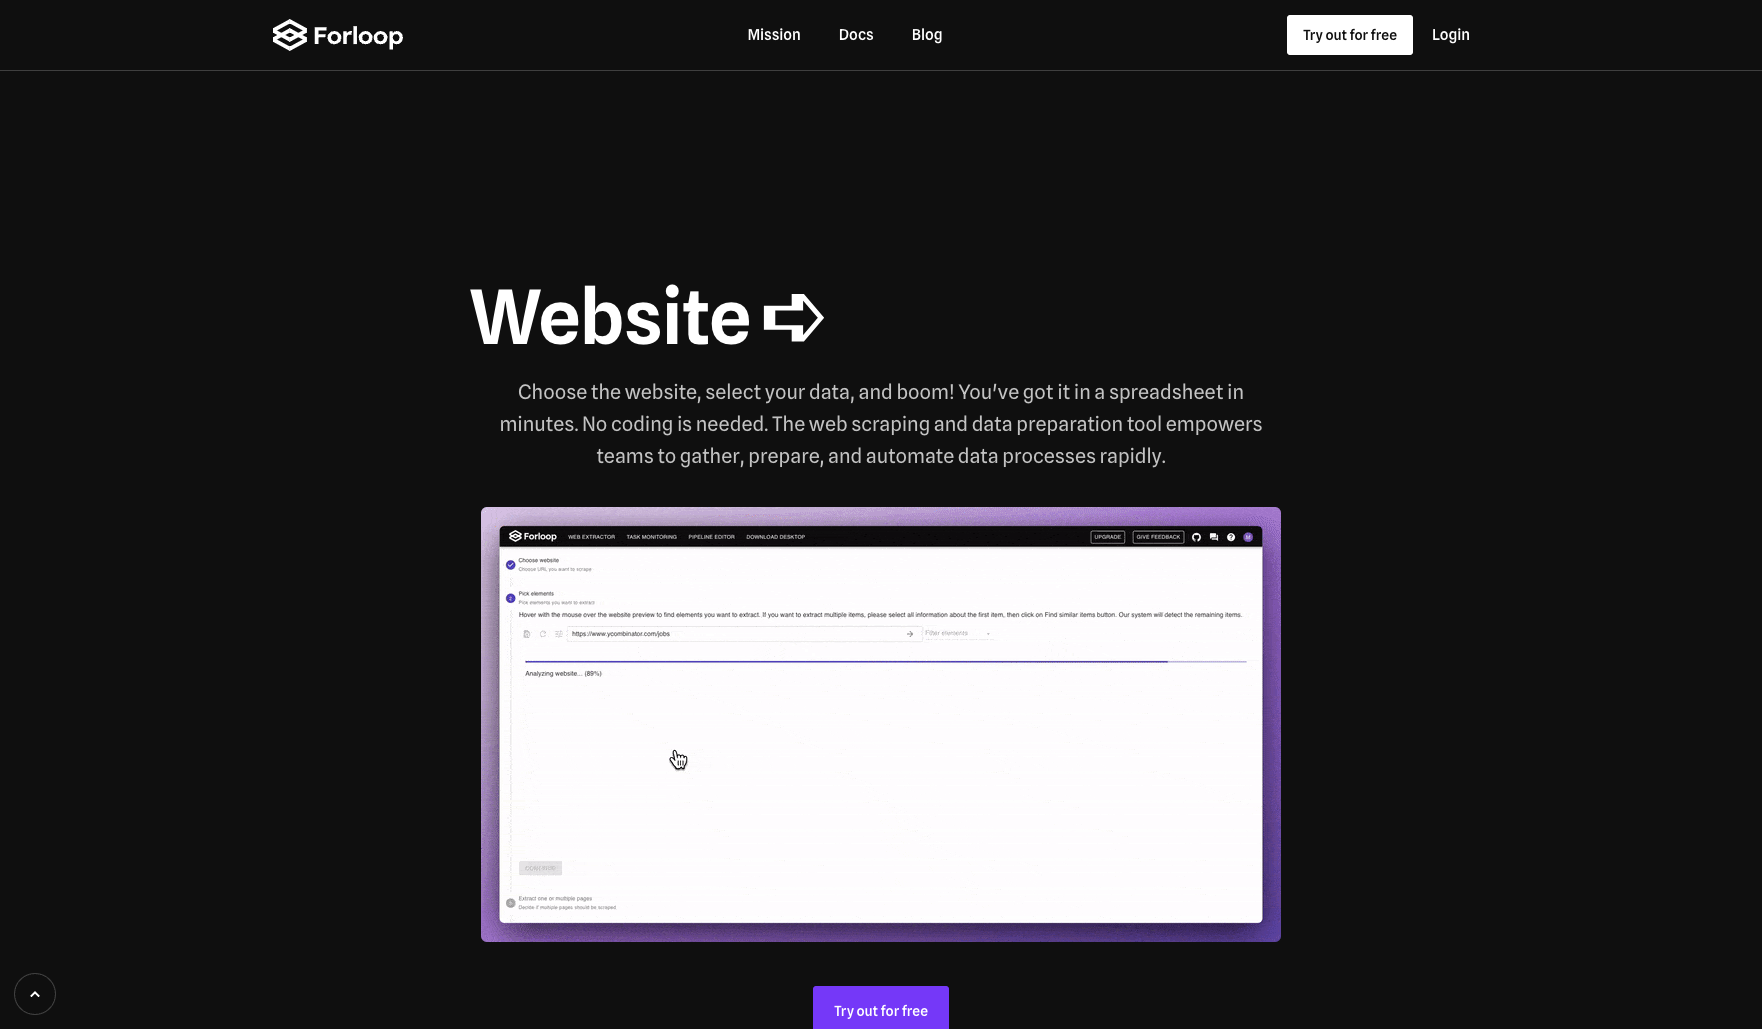 Forloop
Mission
Docs
Blog
Try out for free
Login
Website ➪
Choose the website, select your data, and boom! You've got it in a spreadsheet in
minutes. No coding is needed. The web scraping and data preparation tool empowers
teams to gather, prepare, and automate data processes rapidly.
Forloop
WEB EXTRACTOR
TASK MONITORING
PIPELINE EDITOR
DOWNLOAD DESKTOP
UPGRADE
GIVE FEEDBACK
M
Choose website
Choose URL you want to scrape
2
Pick elements
Pick elements you want to extract
Hover with the mouse over the website preview to find elements you want to extract. If you want to extract multiple items, please select all information about the first item, then click on Find similar items button. Our system will detect the remaining items.
https://www.ycombinator.com/jobs
Filter elements
Analyzing website... (89%)
CONTINUE
3
Extract one or multiple pages
Decide if multiple pages should be scraped
Try out for free